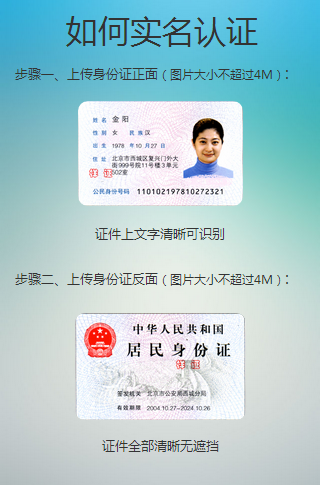 如何实名认证
步骤一、上传身份证正面（图片大小不超过4M）：
姓名 金阳
性别 女 民族 汉
出生 1978 年 10 月 27 日
住址 北京市西城区复兴门外大
街999号院11号楼3单元
502室
公民身份号码 110102197810272321
证件上文字清晰可识别
步骤二、上传身份证反面（图片大小不超过4M）：
中华人民共和国
居民身份证
签发机关 北京市公安局西城分局
有效期限 2004.10.27-2024.10.26
证件全部清晰无遮挡